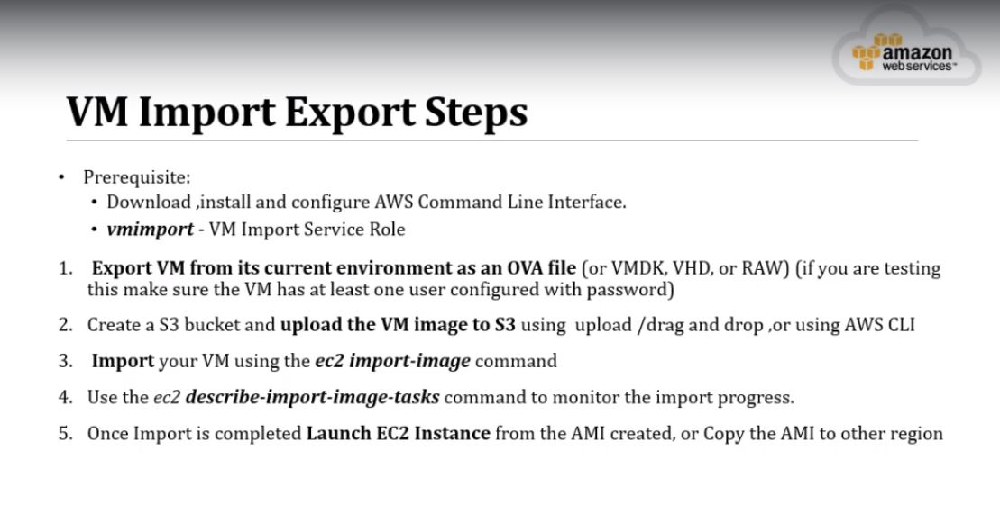 amazon
webservices™
VM Import Export Steps
• Prerequisite:
• Download ,install and configure AWS Command Line Interface.
• vmimport - VM Import Service Role
1. Export VM from its current environment as an OVA file (or VMDK, VHD, or RAW) (if you are testing
this make sure the VM has at least one user configured with password)
2. Create a S3 bucket and upload the VM image to S3 using upload /drag and drop ,or using AWS CLI
3. Import your VM using the ec2 import-image command
4. Use the ec2 describe-import-image-tasks command to monitor the import progress.
5. Once Import is completed Launch EC2 Instance from the AMI created, or Copy the AMI to other region